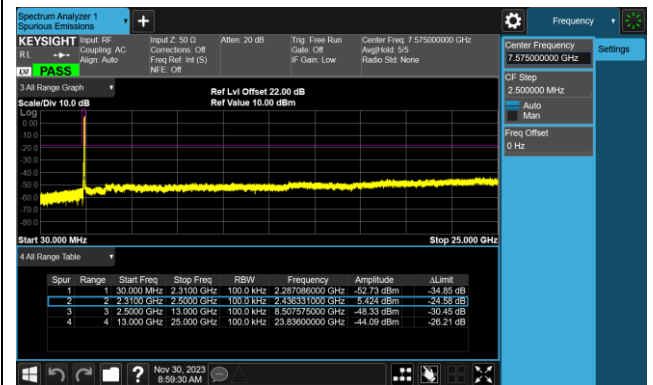 Spectrum Analyzer 1
Spurious Emissions
+
Frequency
KEYSIGHT
RL
LXI PASS
Input: RF
Coupling: AC
Align: Auto
Input Z: 50 Ω
Corrections: Off
Freq Ref: Int (S)
NFE: Off
Atten: 20 dB
Trig: Free Run
Gate: Off
IF Gain: Low
Center Freq: 7.575000000 GHz
Avg|Hold: 5/5
Radio Std: None
Center Frequency
7.575000000 GHz
Settings
CF Step
2.500000 MHz
Auto
Man
Freq Offset
0 Hz
3 All Range Graph
Scale/Div 10.0 dB
Ref Lvl Offset 22.00 dB
Ref Value 10.00 dBm
Log
0.00
-10.0
-20.0
-30.0
-40.0
-50.0
-60.0
-70.0
-80.0
Start 30.000 MHz Stop 25.000 GHz
4 All Range Table
Spur Range Start Freq Stop Freq RBW Frequency Amplitude ΔLimit
1 1 30.000 MHz 2.3100 GHz 100.0 kHz 2.287086000 GHz -52.73 dBm -34.85 dB
2 2 2.3100 GHz 2.5000 GHz 100.0 kHz 2.436331000 GHz 5.424 dBm -24.58 dB
3 3 2.5000 GHz 13.000 GHz 100.0 kHz 8.507575000 GHz -48.33 dBm -30.45 dB
4 4 13.000 GHz 25.000 GHz 100.0 kHz 23.83600000 GHz -44.09 dBm -26.21 dB
?
Nov 30, 2023
8:59:30 AM